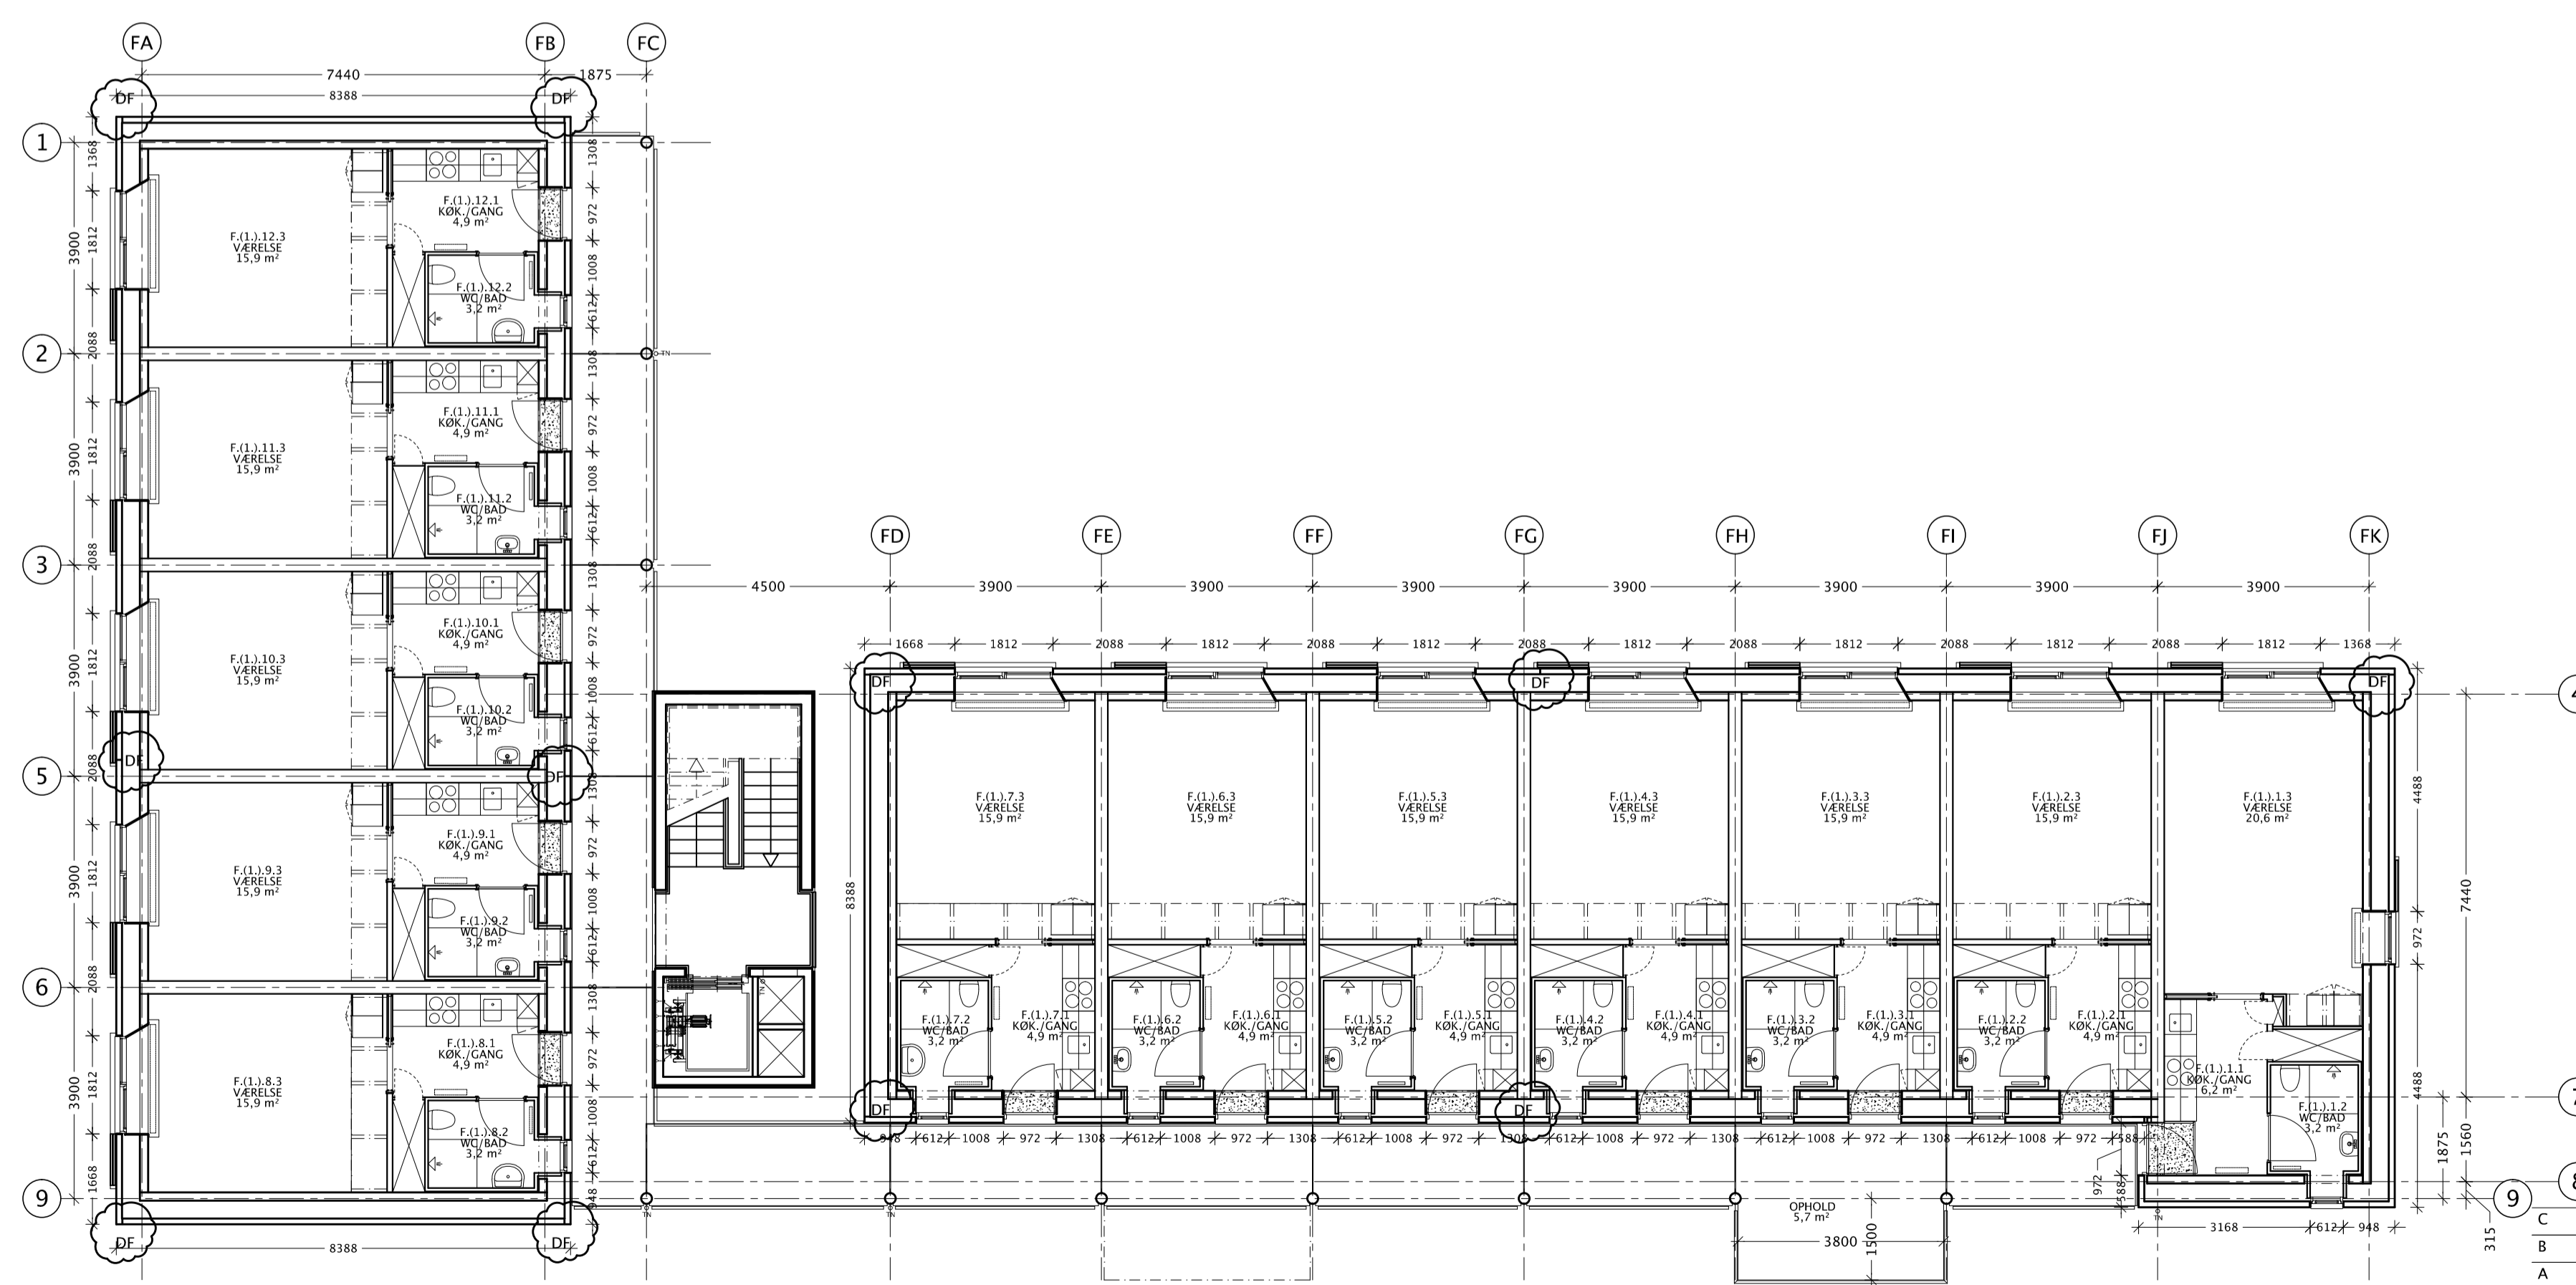 FA
FB
FC
7440
1875
8388
DF
DF
1
1368
1308
972
F.(1.).12.1
KØK./GANG
4,9 m²
3900
1812
F.(1.).12.3
VÆRELSE
15,9 m²
1008
F.(1.).12.2
WC/BAD
3,2 m²
612
2
2088
1308
TN
F.(1.).11.1
KØK./GANG
4,9 m²
972
3900
1812
F.(1.).11.3
VÆRELSE
15,9 m²
1008
F.(1.).11.2
WC/BAD
3,2 m²
612
3
2088
1308
FD
FE
FF
FG
FH
FI
FJ
FK
4500
3900
3900
3900
3900
3900
3900
3900
F.(1.).10.1
KØK./GANG
4,9 m²
972
3900
1812
F.(1.).10.3
VÆRELSE
15,9 m²
1008
F.(1.).10.2
WC/BAD
3,2 m²
612
1668
1812
2088
1812
2088
1812
2088
1812
2088
1812
2088
1812
2088
1812
1368
DF
DF
DF
4
DF
DF
5
2088
1308
F.(1.).9.1
KØK./GANG
4,9 m²
972
3900
1812
F.(1.).9.3
VÆRELSE
15,9 m²
1008
F.(1.).9.2
WC/BAD
3,2 m²
612
8388
F.(1.).7.3
VÆRELSE
15,9 m²
F.(1.).6.3
VÆRELSE
15,9 m²
F.(1.).5.3
VÆRELSE
15,9 m²
F.(1.).4.3
VÆRELSE
15,9 m²
F.(1.).3.3
VÆRELSE
15,9 m²
F.(1.).2.3
VÆRELSE
15,9 m²
F.(1.).1.3
VÆRELSE
20,6 m²
4488
972
7440
6
2088
1308
TN
F.(1.).8.1
KØK./GANG
4,9 m²
972
3900
1812
F.(1.).8.3
VÆRELSE
15,9 m²
1008
F.(1.).8.2
WC/BAD
3,2 m²
612
F.(1.).7.2
WC/BAD
3,2 m²
F.(1.).7.1
KØK./GANG
4,9 m²
F.(1.).6.2
WC/BAD
3,2 m²
F.(1.).6.1
KØK./GANG
4,9 m²
F.(1.).5.2
WC/BAD
3,2 m²
F.(1.).5.1
KØK./GANG
4,9 m²
F.(1.).4.2
WC/BAD
3,2 m²
F.(1.).4.1
KØK./GANG
4,9 m²
F.(1.).3.2
WC/BAD
3,2 m²
F.(1.).3.1
KØK./GANG
4,9 m²
F.(1.).2.2
WC/BAD
3,2 m²
F.(1.).2.1
KØK./GANG
4,9 m²
F.(1.).1.1
KØK./GANG
6,2 m²
F.(1.).1.2
WC/BAD
3,2 m²
4488
DF
DF
948
612
1008
972
1308
612
1008
972
1308
612
1008
972
1308
612
1008
972
1308
612
1008
972
1308
612
1008
972
588
1875
1560
972
588
9
1668
948
TN
TN
TN
8
9
315
OPHOLD
5,7 m²
3800
1500
3168
612
948
DF
DF
8388
C
B
A